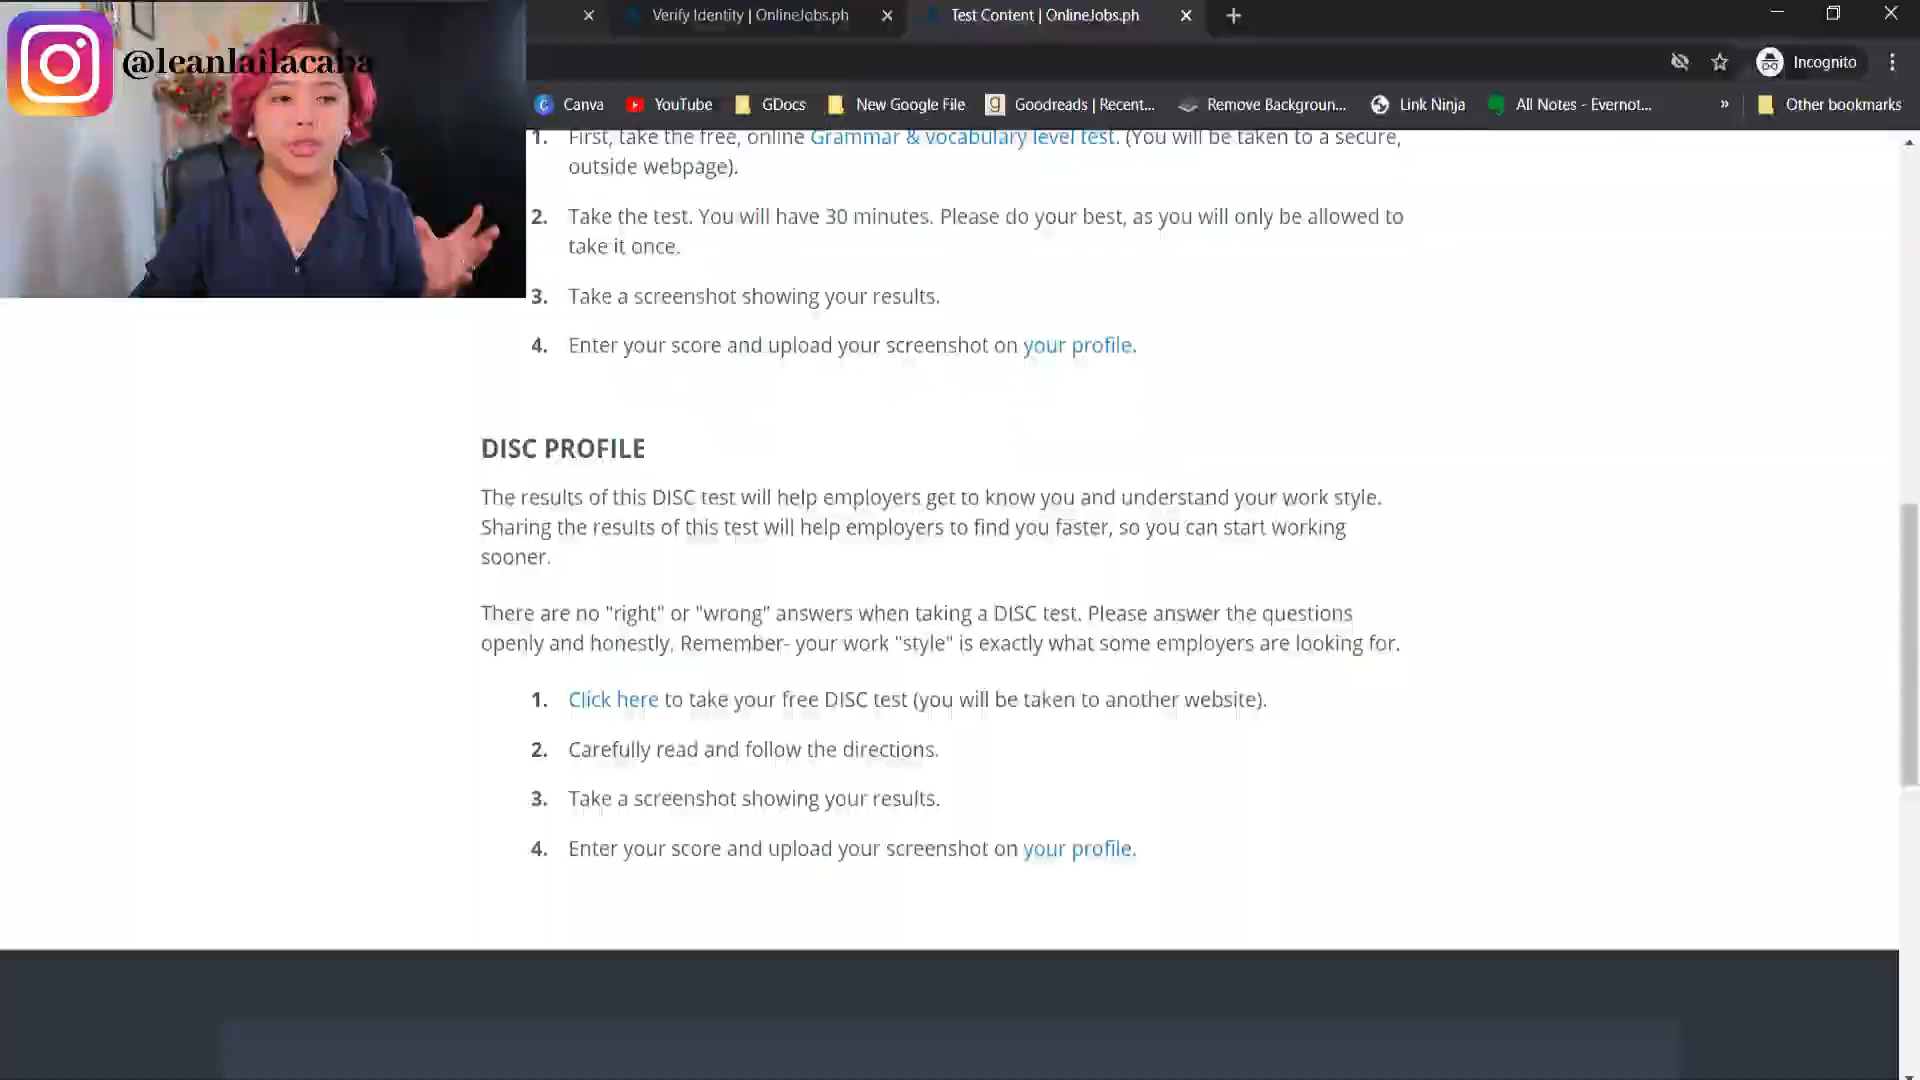 @leanlailacaba
Verify Identity | OnlineJobs.ph
Test Content | OnlineJobs.ph
Incognito
Canva
YouTube
GDocs
New Google File
Goodreads | Recent...
Remove Backgroun...
Link Ninja
All Notes - Evernot...
»
Other bookmarks
1. First, take the free, online Grammar & vocabulary level test. (You will be taken to a secure,
outside webpage).
2. Take the test. You will have 30 minutes. Please do your best, as you will only be allowed to
take it once.
3. Take a screenshot showing your results.
4. Enter your score and upload your screenshot on your profile.
DISC PROFILE
The results of this DISC test will help employers get to know you and understand your work style.
Sharing the results of this test will help employers to find you faster, so you can start working
sooner.
There are no "right" or "wrong" answers when taking a DISC test. Please answer the questions
openly and honestly, Remember- your work "style" is exactly what some employers are looking for.
1. Click here to take your free DISC test (you will be taken to another website).
2. Carefully read and follow the directions.
3. Take a screenshot showing your results.
4. Enter your score and upload your screenshot on your profile.